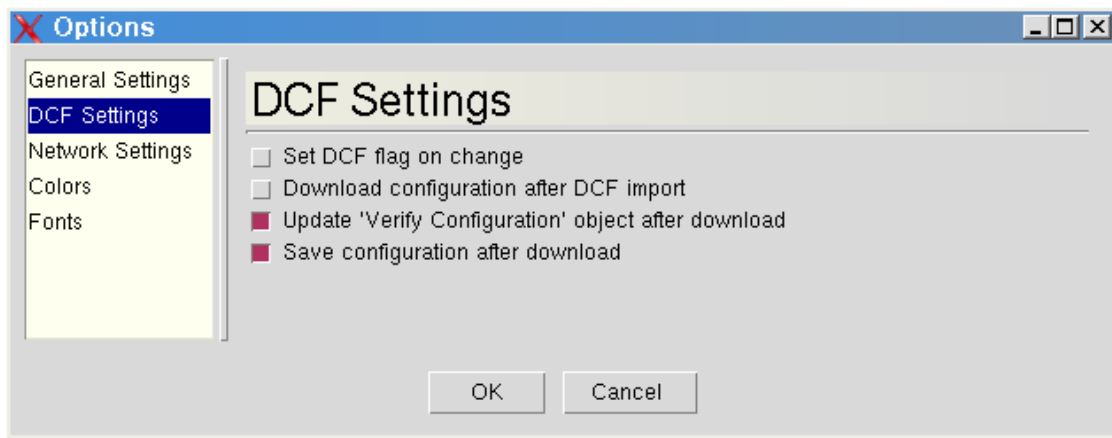 Options
General Settings
DCF Settings
Network Settings
Colors
Fonts
DCF Settings
Set DCF flag on change
Download configuration after DCF import
Update 'Verify Configuration' object after download
Save configuration after download
OK
Cancel